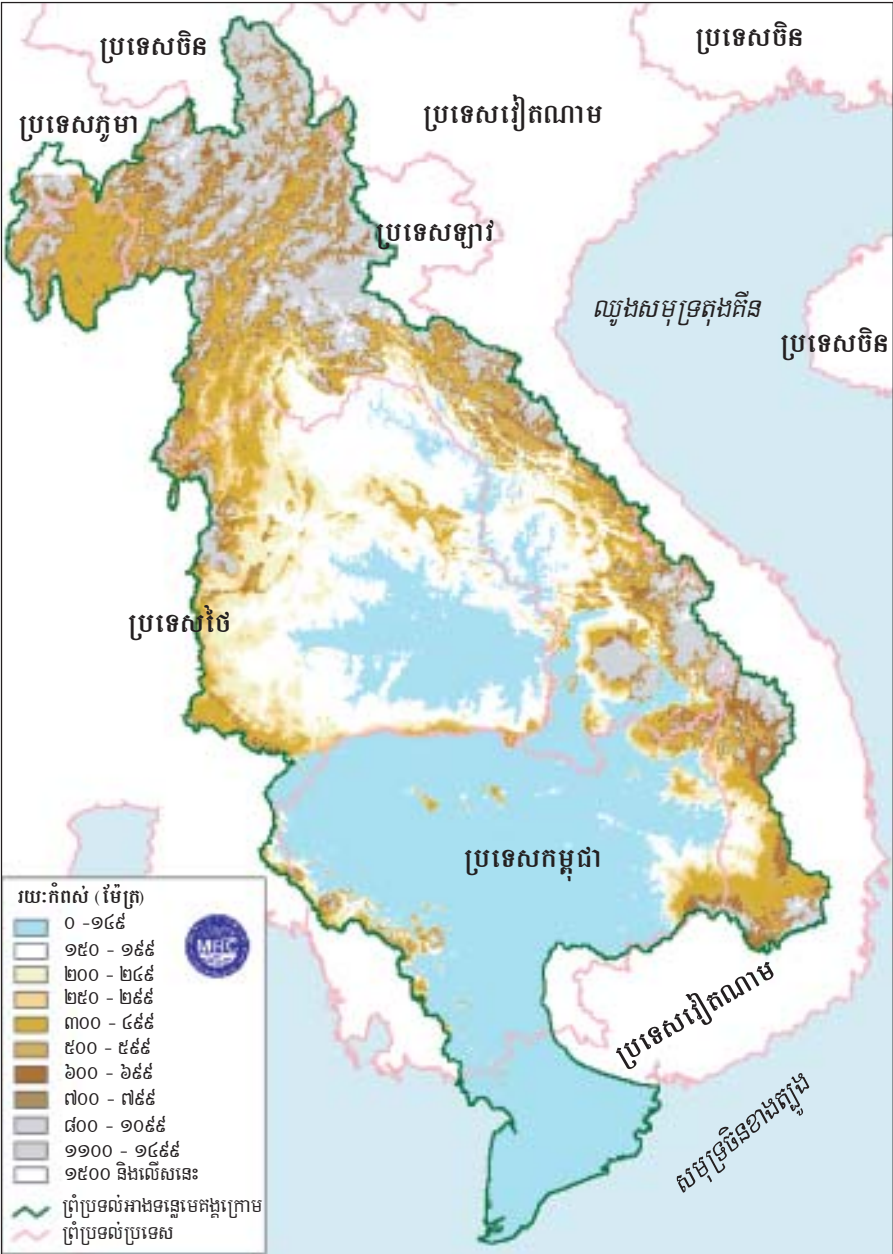 ប្រទេសចិន
ប្រទេសចិន
ប្រទេសភូមា
ប្រទេសវៀតណាម
ប្រទេសឡាវ
ឈូងសមុទ្រតុងគីន
ប្រទេសចិន
ប្រទេសថៃ
ប្រទេសកម្ពុជា
ប្រទេសវៀតណាម
សមុទ្រចិនខាងត្បូង
រយៈកំពស់ (ម៉ែត្រ)
០ -១៤៩
១៥០ - ១៩៩
២០០ - ២៤៩
២៥០ - ២៩៩
៣០០ - ៤៩៩
៥០០ - ៥៩៩
៦០០ - ៦៩៩
៧០០ - ៧៩៩
៨០០ - ១០៩៩
១១០០ - ១៤៩៩
១៥០០ និងលើសនេះ
ព្រំប្រទល់អាងទន្លេមេគង្គក្រោម
ព្រំប្រទល់ប្រទេស
MRC